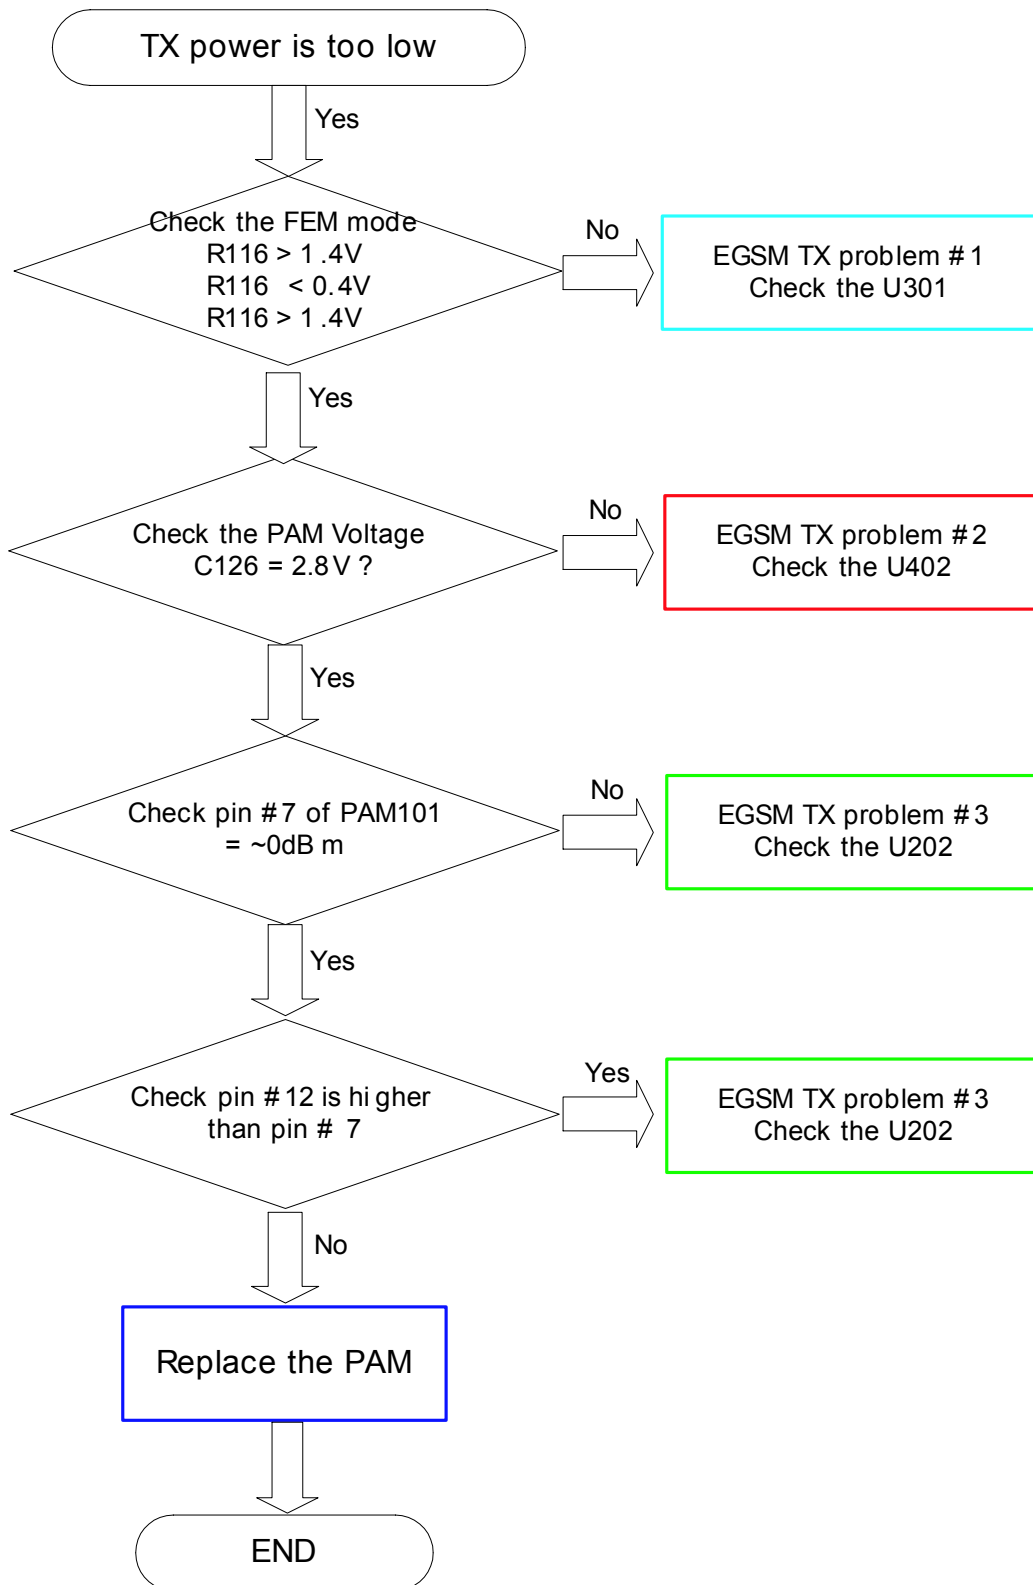 TX power is too low
Yes
Check the FEM mode
R116 > 1.4V
R116 < 0.4V
R116 > 1.4V
No
EGSM TX problem #1
Check the U301
Yes
Check the PAM Voltage
C126 = 2.8V ?
No
EGSM TX problem #2
Check the U402
Yes
Check pin #7 of PAM101
= ~0dBm
No
EGSM TX problem #3
Check the U202
Yes
Check pin #12 is higher
than pin # 7
Yes
EGSM TX problem #3
Check the U202
No
Replace the PAM
END